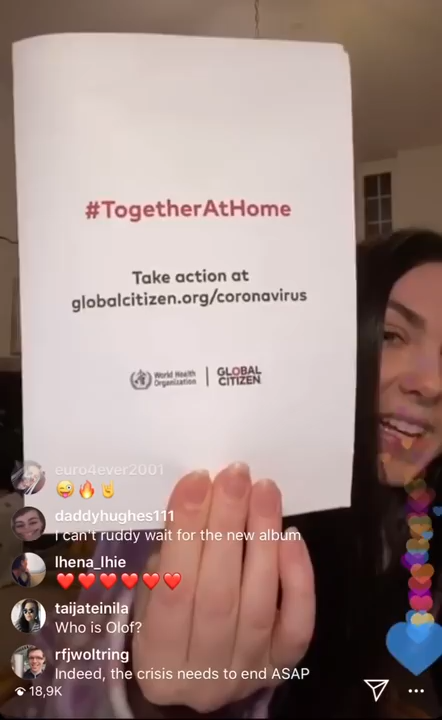 #TogetherAtHome
Take action at
globalcitizen.org/coronavirus
World Health
Organization
GLOBAL
CITIZEN
euro4ever2001
😜🔥🤘
daddyhughes111
I can't ruddy wait for the new album
lhena_lhie
❤️❤️❤️❤️❤️❤️
taijateinila
Who is Olof?
rfjwoltring
Indeed, the crisis needs to end ASAP
18,9K